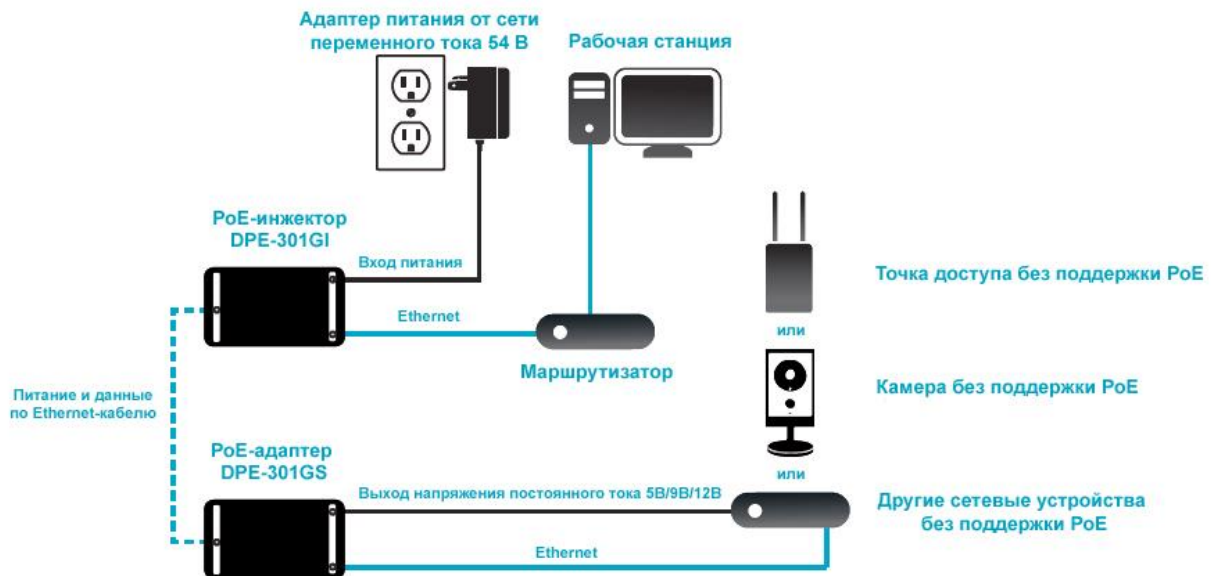 Адаптер питания от сети
переменного тока 54 В
Рабочая станция
PoE-инжектор
DPE-301GI
Вход питания
Ethernet
Маршрутизатор
Точка доступа без поддержки PoE
или
Камера без поддержки PoE
или
Питание и данные
по Ethernet-кабелю
PoE-адаптер
DPE-301GS
Выход напряжения постоянного тока 5В/9В/12В
Ethernet
Другие сетевые устройства
без поддержки PoE